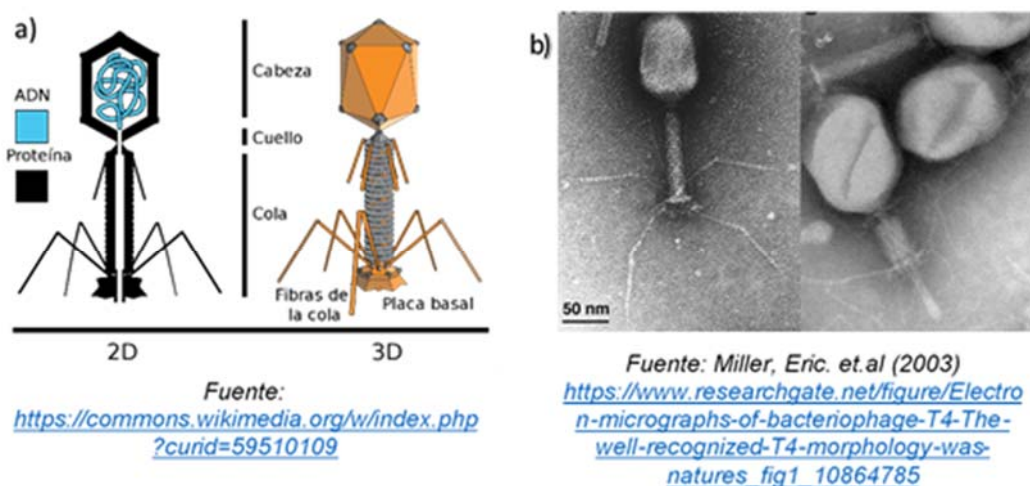 a)
ADN
Proteína
Cabeza
Cuello
Cola
Fibras de
la cola
Placa basal
2D
3D
Fuente:
https://commons.wikimedia.org/w/index.php
?curid=59510109
b)
50 nm
Fuente: Miller, Eric. et.al (2003)
https://www.researchgate.net/figure/Electro
n-micrographs-of-bacteriophage-T4-The-
well-recognized-T4-morphology-was-
natures_fig1_10864785